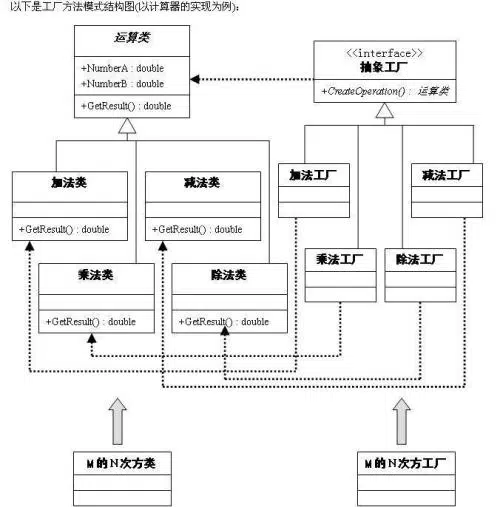 以下是工厂方法模式结构图(以计算器的实现为例):
运算类
+NumberA : double
+NumberB : double
+GetResult() : double
<<interface>>
抽象工厂
+CreateOperation() : 运算类
加法类
+GetResult() : double
减法类
+GetResult() : double
加法工厂
减法工厂
乘法类
+GetResult() : double
除法类
+GetResult() : double
乘法工厂
除法工厂
M的N次方类
M的N次方工厂